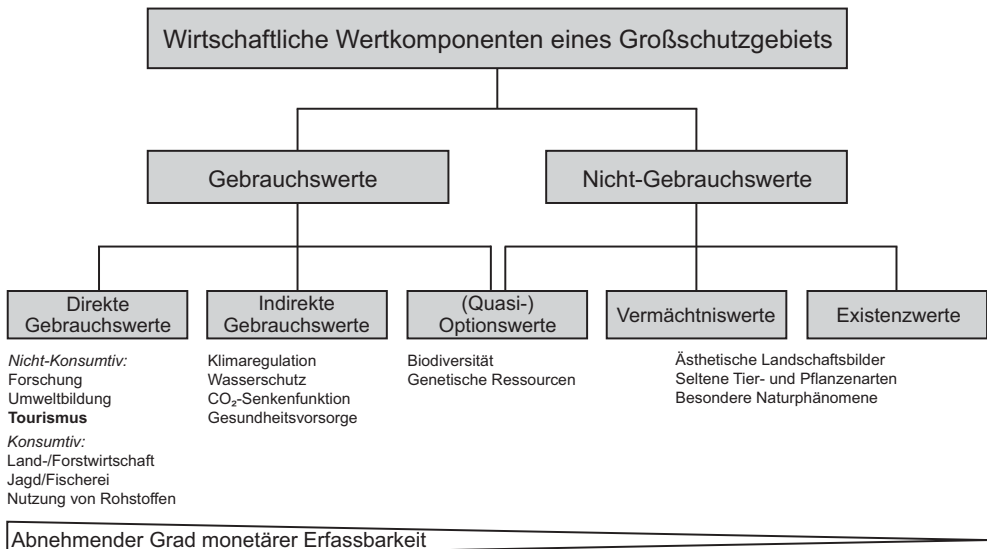 Wirtschaftliche Wertkomponenten eines Großschutzgebiets
Gebrauchswerte
Nicht-Gebrauchswerte
Direkte
Gebrauchswerte
Indirekte
Gebrauchswerte
(Quasi-)
Optionswerte
Vermächtniswerte
Existenzwerte
Nicht-Konsumtiv:
Forschung
Umweltbildung
Tourismus
Konsumtiv:
Land-/Forstwirtschaft
Jagd/Fischerei
Nutzung von Rohstoffen
Klimaregulation
Wasserschutz
CO₂-Senkenfunktion
Gesundheitsvorsorge
Biodiversität
Genetische Ressourcen
Ästhetische Landschaftsbilder
Seltene Tier- und Pflanzenarten
Besondere Naturphänomene
Abnehmender Grad monetärer Erfassbarkeit